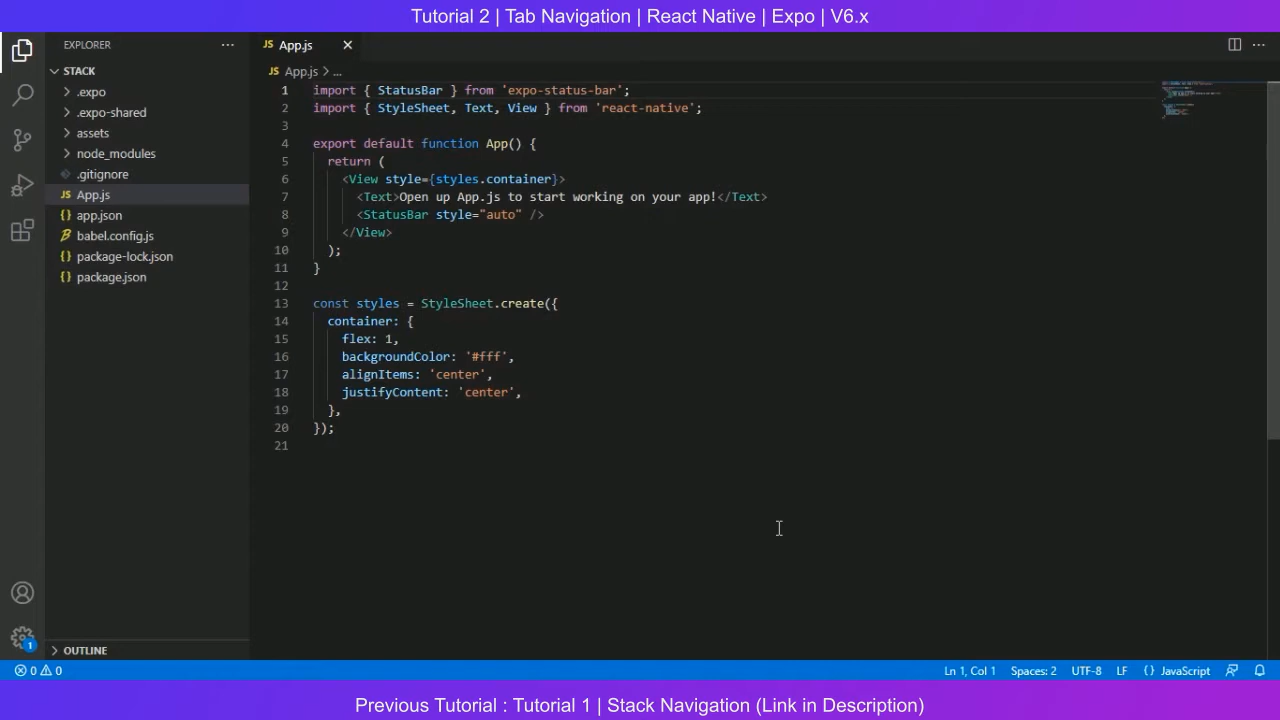 Tutorial 2 | Tab Navigation | React Native | Expo | V6.x
EXPLORER
STACK
.expo
.expo-shared
assets
node_modules
.gitignore
JS App.js
{} app.json
babel.config.js
{} package-lock.json
{} package.json
OUTLINE
JS App.js
JS App.js > ...
1 import { StatusBar } from 'expo-status-bar';
2 import { StyleSheet, Text, View } from 'react-native';
3
4 export default function App() {
5 return (
6 <View style={styles.container}>
7 <Text>Open up App.js to start working on your app!</Text>
8 <StatusBar style="auto" />
9 </View>
10 );
11 }
12
13 const styles = StyleSheet.create({
14 container: {
15 flex: 1,
16 backgroundColor: '#fff',
17 alignItems: 'center',
18 justifyContent: 'center',
19 },
20 });
21
1
0 0 Ln 1, Col 1 Spaces: 2 UTF-8 LF {} JavaScript
Previous Tutorial : Tutorial 1 | Stack Navigation (Link in Description)